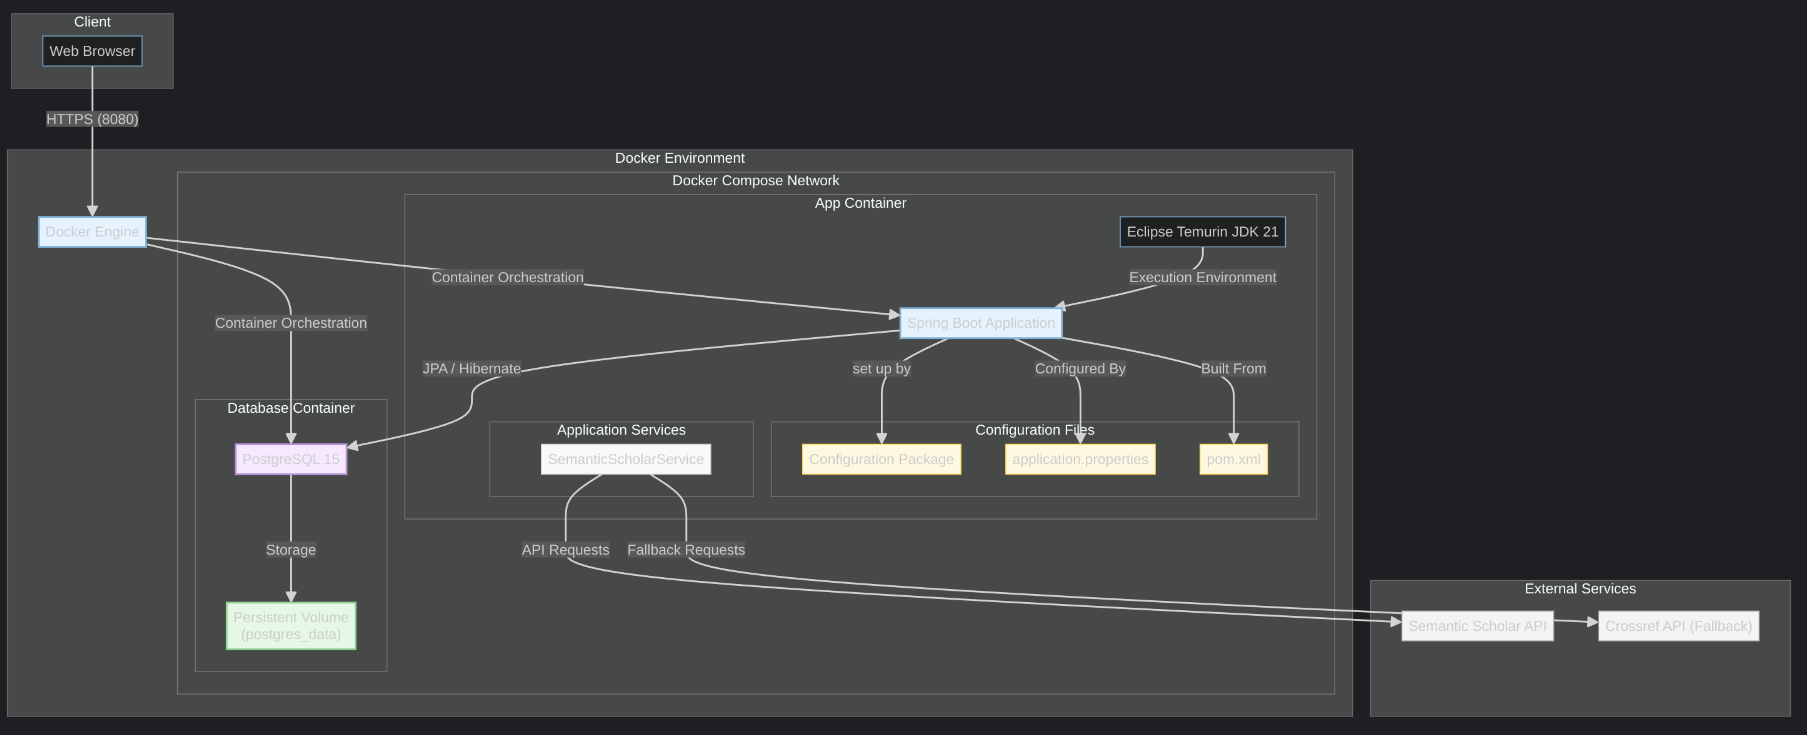 Client
Web Browser
HTTPS (8080)
Docker Environment
Docker Compose Network
App Container
Docker Engine
Eclipse Temurin JDK 21
Container Orchestration
Execution Environment
Container Orchestration
Spring Boot Application
JPA / Hibernate
set up by
Configured By
Built From
Database Container
Application Services
Configuration Files
PostgreSQL 15
SemanticScholarService
Configuration Package
application.properties
pom.xml
Storage
API Requests
Fallback Requests
External Services
Persistent Volume
(postgres_data)
Semantic Scholar API
Crossref API (Fallback)